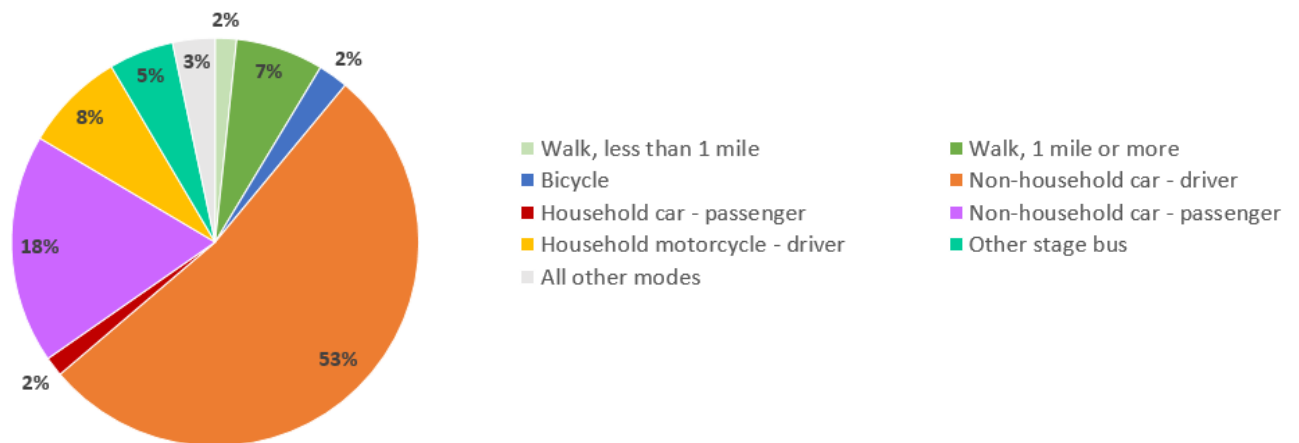 2%
7%
2%
3%
5%
8%
18%
53%
2%
Walk, less than 1 mile
Walk, 1 mile or more
Bicycle
Non-household car - driver
Household car - passenger
Non-household car - passenger
Household motorcycle - driver
Other stage bus
All other modes